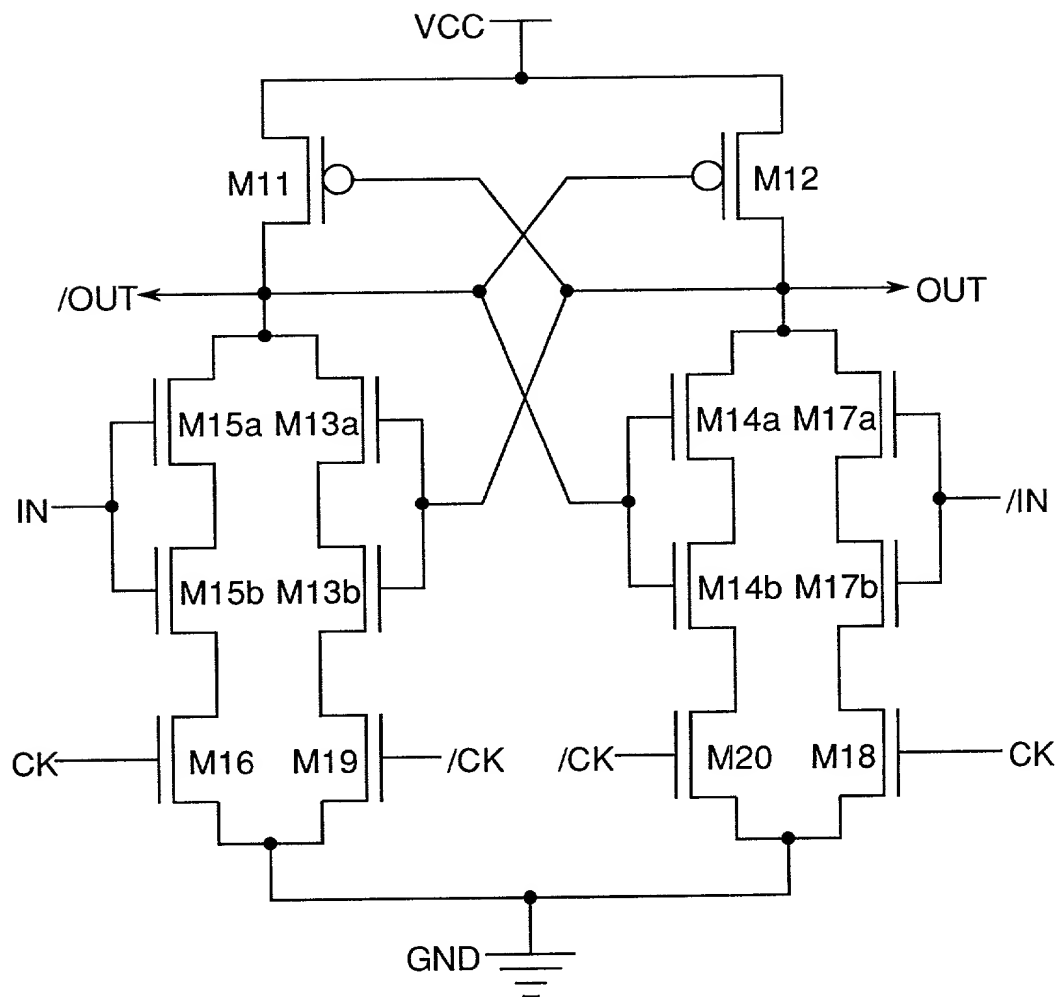 VCC
M11
M12
/OUT
OUT
M15a M13a
M14a M17a
IN
/IN
M15b M13b
M14b M17b
CK
M16
M19
/CK
/CK
M20
M18
CK
GND